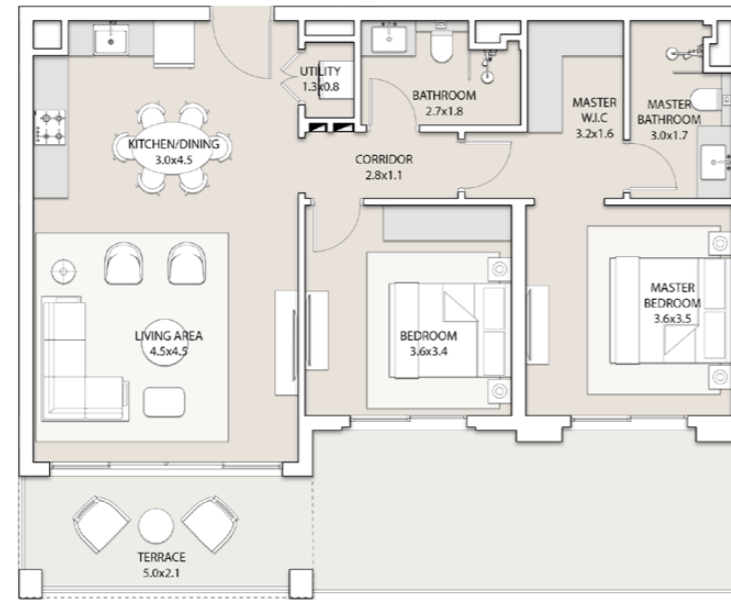 UTILITY
1.3x0.8
BATHROOM
2.7x1.8
MASTER
W.I.C
3.2x1.6
MASTER
BATHROOM
3.0x1.7
KITCHEN/DINING
3.0x4.5
CORRIDOR
2.8x1.1
LIVING AREA
4.5x4.5
BEDROOM
3.6x3.4
MASTER
BEDROOM
3.6x3.5
TERRACE
5.0x2.1